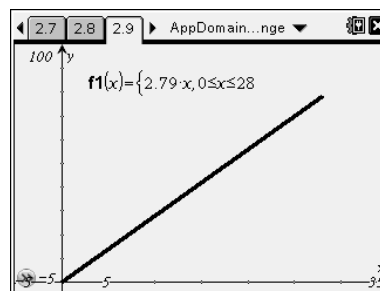 2.7 2.8 2.9 AppDomain...nge
100 y
f1(x)={2.79·x,0≤x≤28
x
-5
5